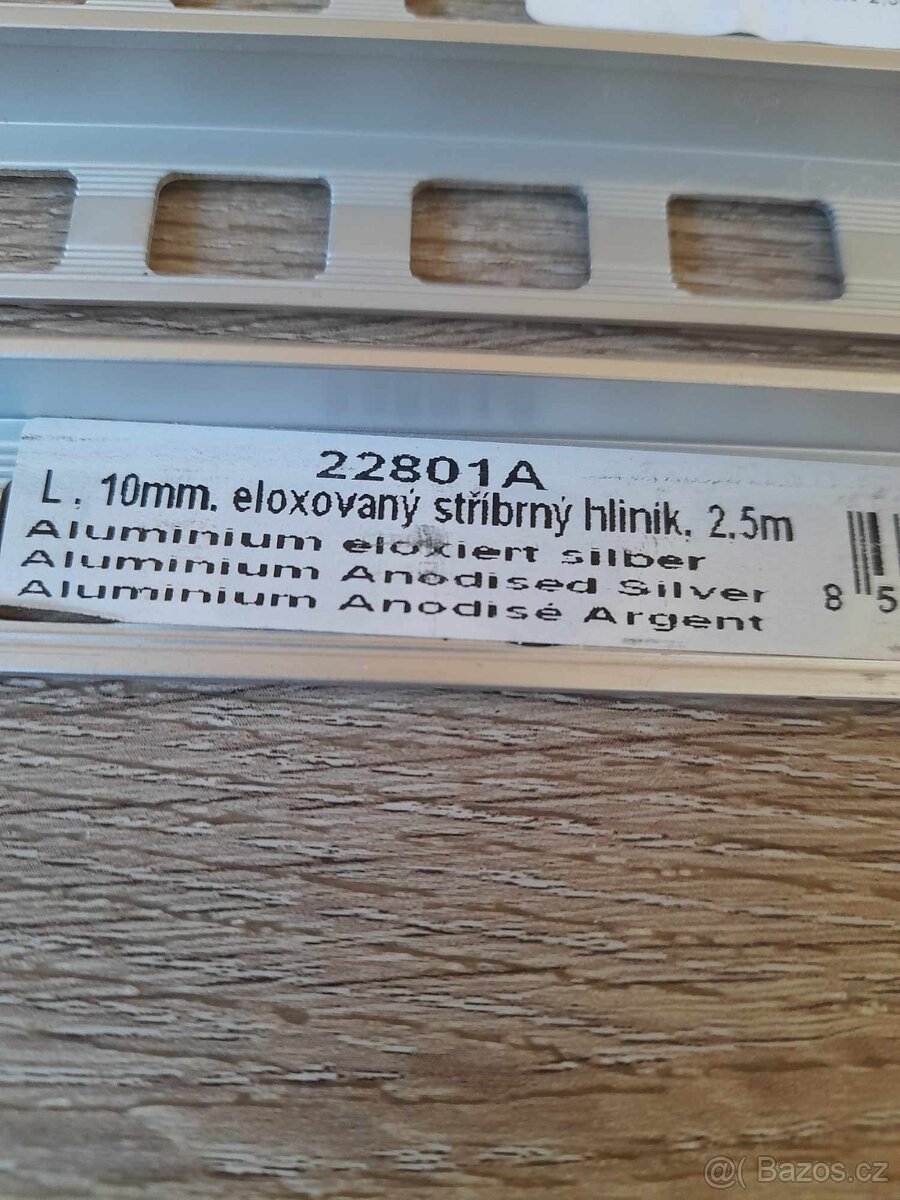 22801A
L. 10mm. eloxovaný stříbrný hliník, 2,5m
Aluminium eloxiert silber
Aluminium Anodised Silver
Aluminium Anodisé Argent
8 5
@( Bazos.cz